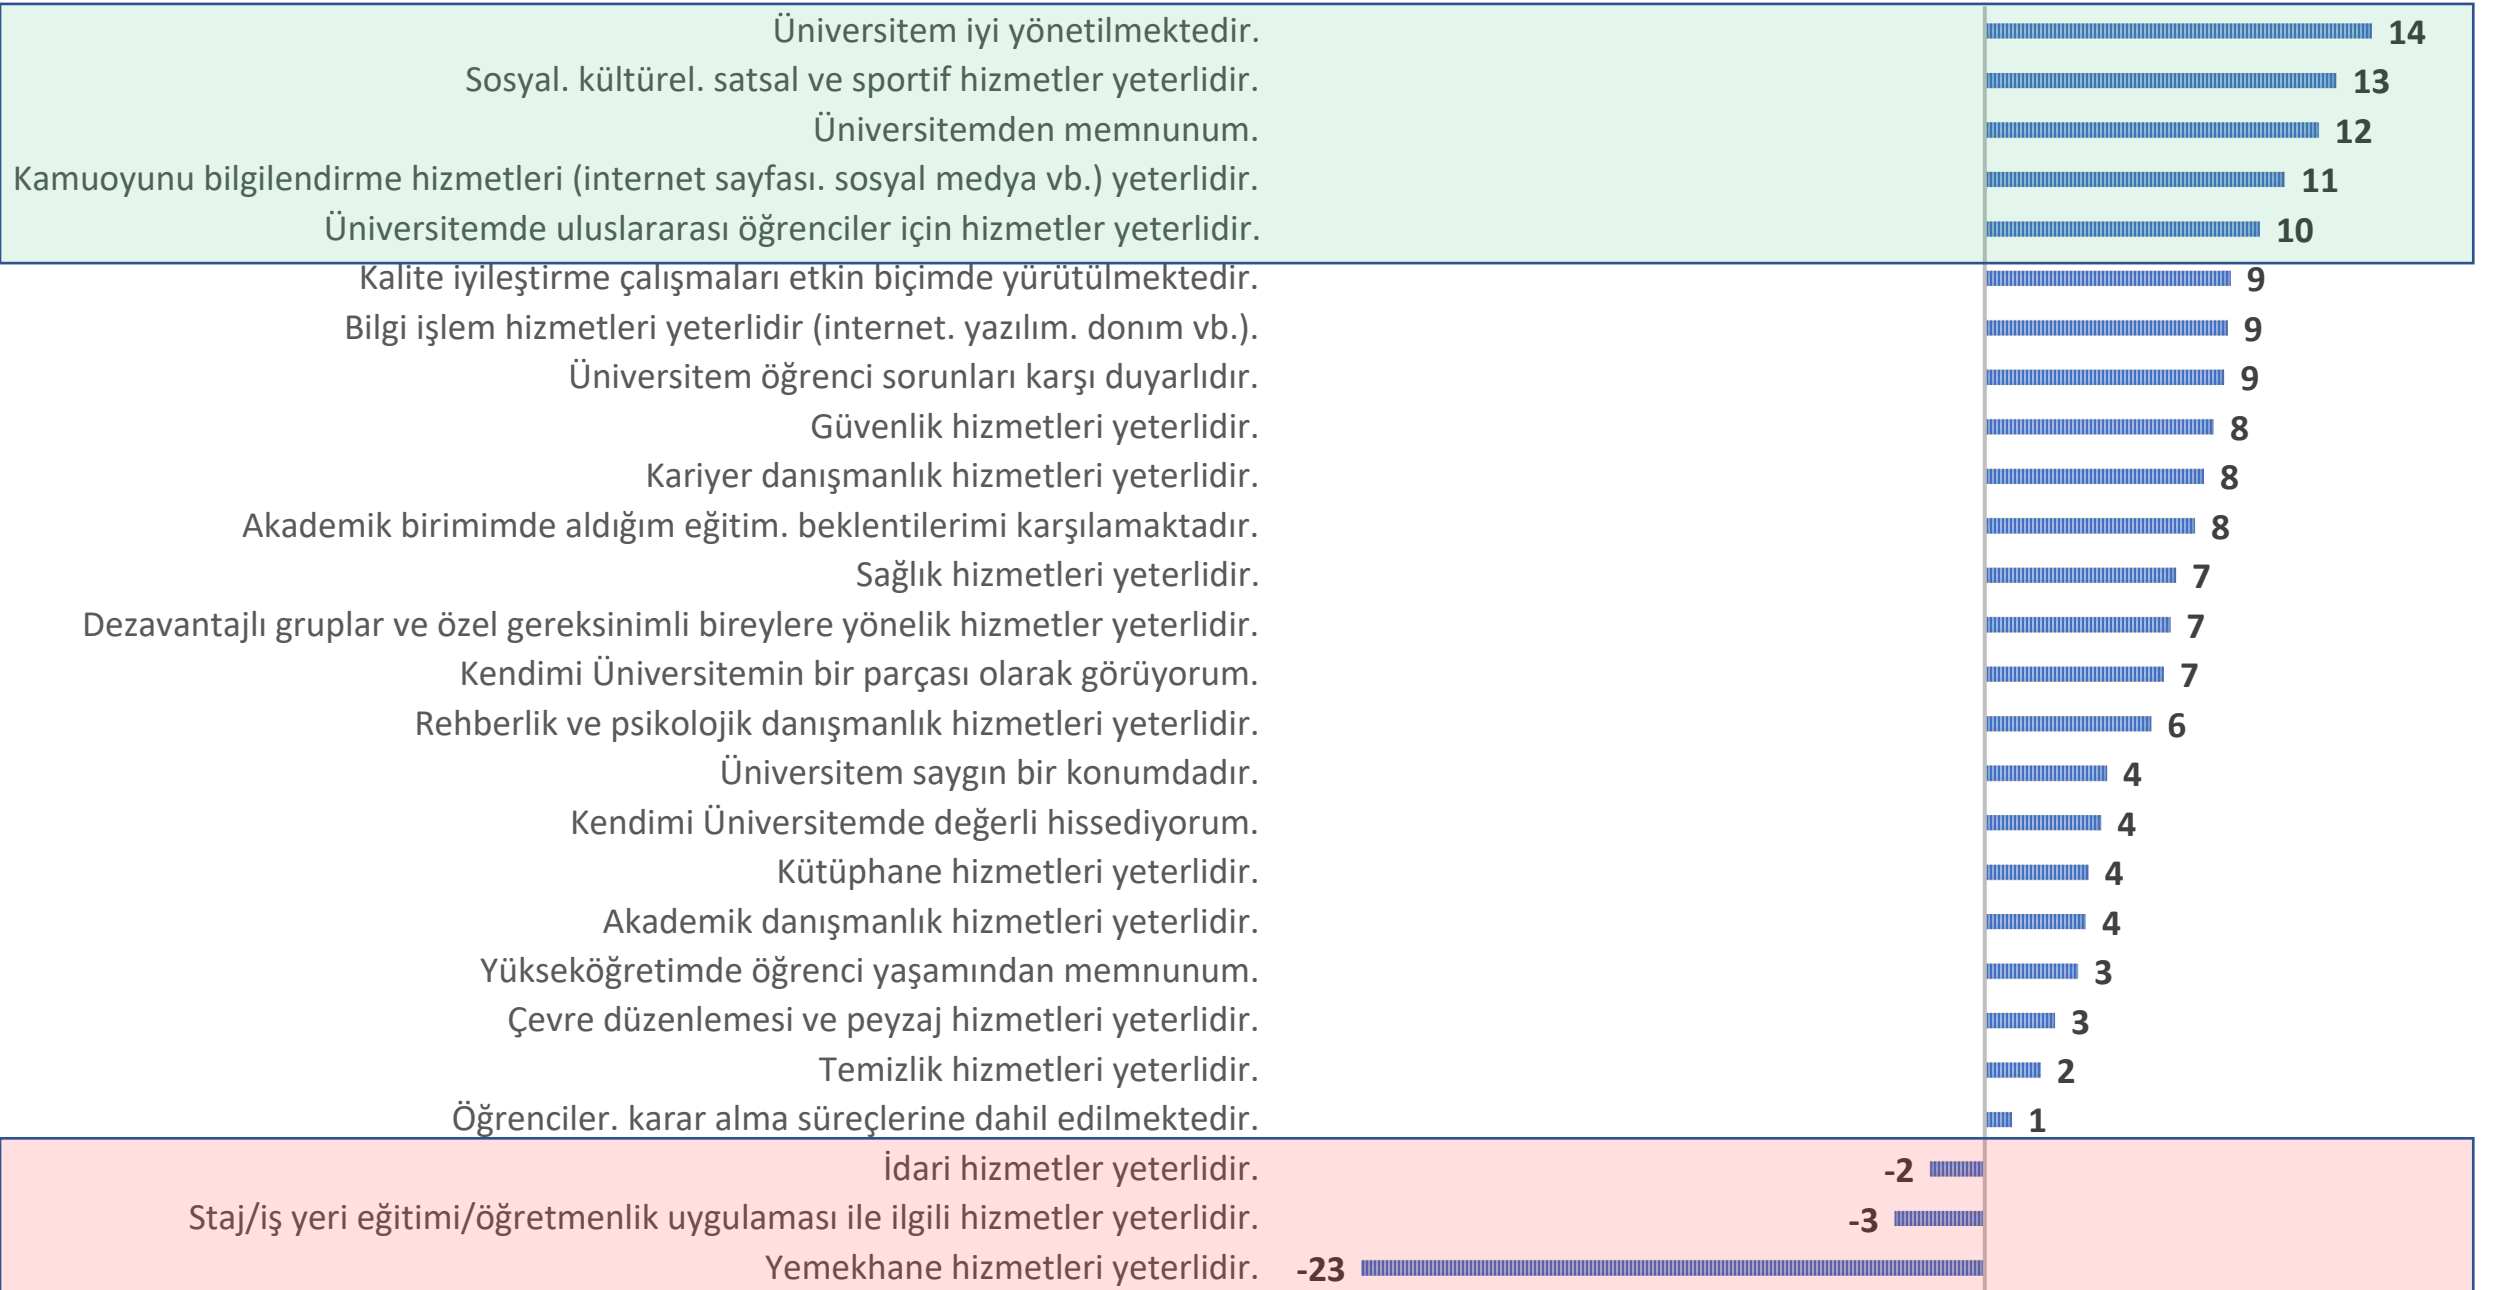 Üniversitem iyi yönetilmektedir. 14
Sosyal. kültürel. satsal ve sportif hizmetler yeterlidir. 13
Üniversitemden memnunum. 12
Kamuoyunu bilgilendirme hizmetleri (internet sayfası. sosyal medya vb.) yeterlidir. 11
Üniversitemde uluslararası öğrenciler için hizmetler yeterlidir. 10
Kalite iyileştirme çalışmaları etkin biçimde yürütülmektedir. 9
Bilgi işlem hizmetleri yeterlidir (internet. yazılım. donım vb.). 9
Üniversitem öğrenci sorunları karşı duyarlıdır. 9
Güvenlik hizmetleri yeterlidir. 8
Kariyer danışmanlık hizmetleri yeterlidir. 8
Akademik birimimde aldığım eğitim. beklentilerimi karşılamaktadır. 8
Sağlık hizmetleri yeterlidir. 7
Dezavantajlı gruplar ve özel gereksinimli bireylere yönelik hizmetler yeterlidir. 7
Kendimi Üniversitemin bir parçası olarak görüyorum. 7
Rehberlik ve psikolojik danışmanlık hizmetleri yeterlidir. 6
Üniversitem saygın bir konumdadır. 4
Kendimi Üniversitemde değerli hissediyorum. 4
Kütüphane hizmetleri yeterlidir. 4
Akademik danışmanlık hizmetleri yeterlidir. 4
Yükseköğretimde öğrenci yaşamından memnunum. 3
Çevre düzenlemesi ve peyzaj hizmetleri yeterlidir. 3
Temizlik hizmetleri yeterlidir. 2
Öğrenciler. karar alma süreçlerine dahil edilmektedir. 1
İdari hizmetler yeterlidir. -2
Staj/iş yeri eğitimi/öğretmenlik uygulaması ile ilgili hizmetler yeterlidir. -3
Yemekhane hizmetleri yeterlidir. -23